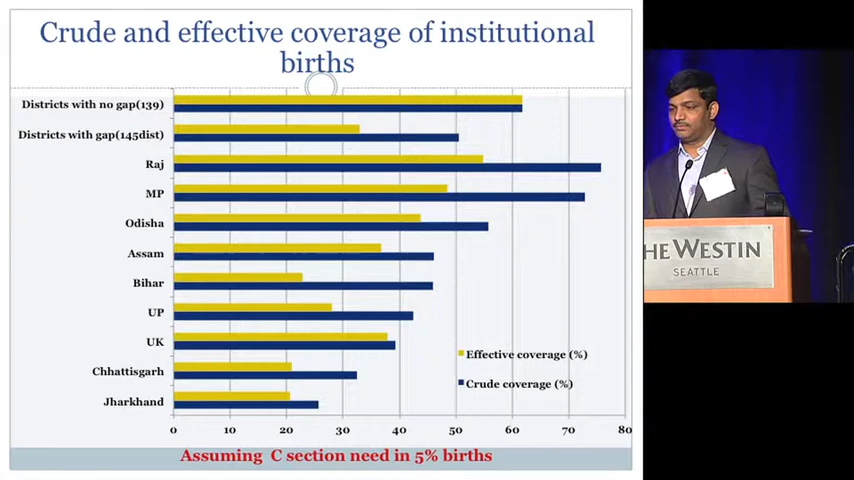 Crude and effective coverage of institutional
births
Districts with no gap(139)
Districts with gap(145dist)
Raj
MP
Odisha
Assam
Bihar
UP
UK
Chhattisgarh
Jharkhand
Effective coverage (%)
Crude coverage (%)
0 10 20 30 40 50 60 70 80
Assuming C section need in 5% births
HE WESTIN
SEATTLE